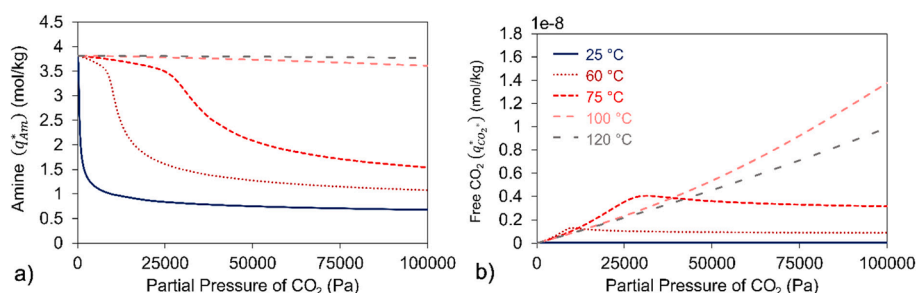 4.5
4
3.5
3
2.5
2
1.5
1
0.5
0
Amine (q*Am) (mol/kg)
0 25000 50000 75000 100000
a) Partial Pressure of CO₂ (Pa)
1e-8
1.8
1.6
1.4
1.2
1
0.8
0.6
0.4
0.2
0
Free CO₂ (q*CO₂*) (mol/kg)
25 °C
60 °C
75 °C
100 °C
120 °C
0 25000 50000 75000 100000
b) Partial Pressure of CO₂ (Pa)